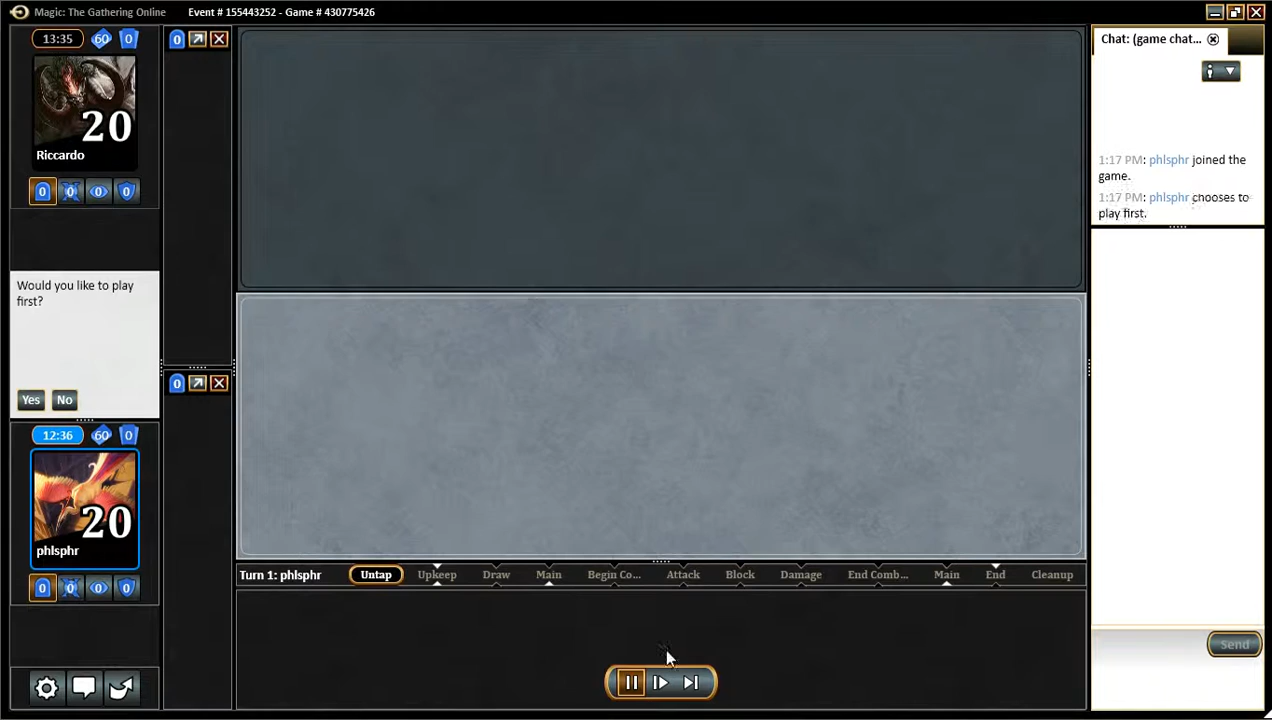 Magic: The Gathering Online
Event # 155443252 - Game # 430775426
13:35
60
0
20
Riccardo
0
0
0
0
0
Would you like to play
first?
Yes
No
12:36
60
0
20
phlsphr
0
0
0
0
0
Turn 1: phlsphr
Untap
Upkeep
Draw
Main
Begin Co...
Attack
Block
Damage
End Comb...
Main
End
Cleanup
Chat: (game chat...
1:17 PM: phlsphr joined the
game.
1:17 PM: phlsphr chooses to
play first.
Send